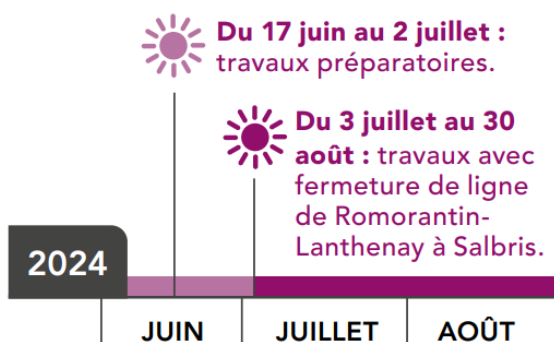 Du 17 juin au 2 juillet :
travaux préparatoires.
Du 3 juillet au 30
août : travaux avec
fermeture de ligne
de Romorantin-
Lanthenay à Salbris.
2024
JUIN JUILLET AOÛT